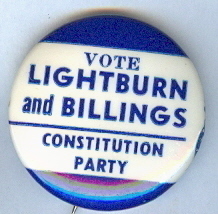 VOTE
LIGHTBURN
and BILLINGS
CONSTITUTION
PARTY